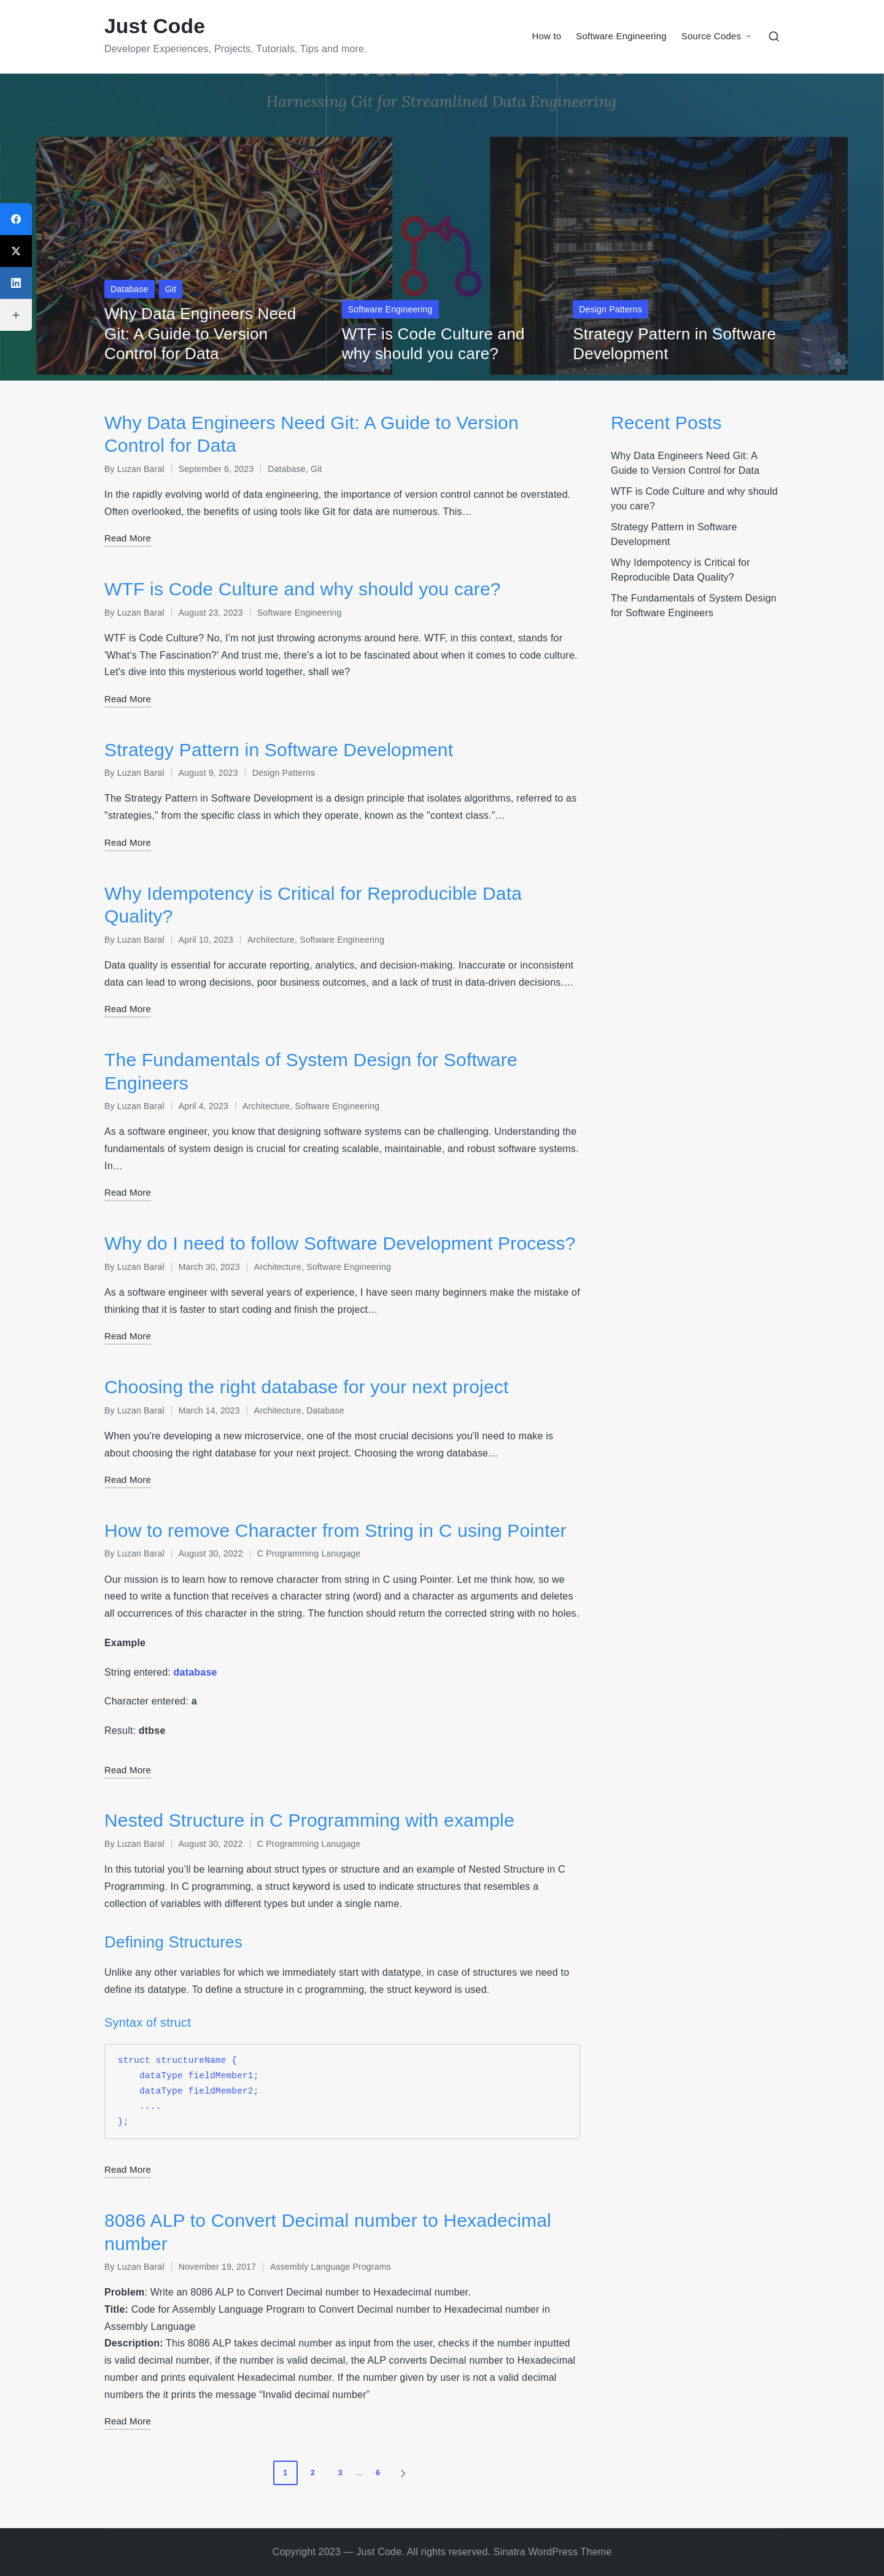 Just Code
Developer Experiences, Projects, Tutorials, Tips and more.
How to
Software Engineering
Source Codes
Harnessing Git for Streamlined Data Engineering
Database
Git
Why Data Engineers Need
Git: A Guide to Version
Control for Data
Software Engineering
WTF is Code Culture and
why should you care?
Design Patterns
Strategy Pattern in Software
Development
Why Data Engineers Need Git: A Guide to Version
Control for Data
By Luzan Baral
September 6, 2023
Database, Git
In the rapidly evolving world of data engineering, the importance of version control cannot be overstated.
Often overlooked, the benefits of using tools like Git for data are numerous. This…
Read More
WTF is Code Culture and why should you care?
By Luzan Baral
August 23, 2023
Software Engineering
WTF is Code Culture? No, I'm not just throwing acronyms around here. WTF, in this context, stands for
'What's The Fascination?' And trust me, there's a lot to be fascinated about when it comes to code culture.
Let's dive into this mysterious world together, shall we?
Read More
Strategy Pattern in Software Development
By Luzan Baral
August 9, 2023
Design Patterns
The Strategy Pattern in Software Development is a design principle that isolates algorithms, referred to as
"strategies," from the specific class in which they operate, known as the "context class."…
Read More
Why Idempotency is Critical for Reproducible Data
Quality?
By Luzan Baral
April 10, 2023
Architecture, Software Engineering
Data quality is essential for accurate reporting, analytics, and decision-making. Inaccurate or inconsistent
data can lead to wrong decisions, poor business outcomes, and a lack of trust in data-driven decisions.…
Read More
The Fundamentals of System Design for Software
Engineers
By Luzan Baral
April 4, 2023
Architecture, Software Engineering
As a software engineer, you know that designing software systems can be challenging. Understanding the
fundamentals of system design is crucial for creating scalable, maintainable, and robust software systems.
In…
Read More
Why do I need to follow Software Development Process?
By Luzan Baral
March 30, 2023
Architecture, Software Engineering
As a software engineer with several years of experience, I have seen many beginners make the mistake of
thinking that it is faster to start coding and finish the project…
Read More
Choosing the right database for your next project
By Luzan Baral
March 14, 2023
Architecture, Database
When you're developing a new microservice, one of the most crucial decisions you'll need to make is
about choosing the right database for your next project. Choosing the wrong database…
Read More
How to remove Character from String in C using Pointer
By Luzan Baral
August 30, 2022
C Programming Lanugage
Our mission is to learn how to remove character from string in C using Pointer. Let me think how, so we
need to write a function that receives a character string (word) and a character as arguments and deletes
all occurrences of this character in the string. The function should return the corrected string with no holes.
Example
String entered: database
Character entered: a
Result: dtbse
Read More
Nested Structure in C Programming with example
By Luzan Baral
August 30, 2022
C Programming Lanugage
In this tutorial you'll be learning about struct types or structure and an example of Nested Structure in C
Programming. In C programming, a struct keyword is used to indicate structures that resembles a
collection of variables with different types but under a single name.
Defining Structures
Unlike any other variables for which we immediately start with datatype, in case of structures we need to
define its datatype. To define a structure in c programming, the struct keyword is used.
Syntax of struct
struct structureName {
dataType fieldMember1;
dataType fieldMember2;
....
};
Read More
8086 ALP to Convert Decimal number to Hexadecimal
number
By Luzan Baral
November 19, 2017
Assembly Language Programs
Problem: Write an 8086 ALP to Convert Decimal number to Hexadecimal number.
Title: Code for Assembly Language Program to Convert Decimal number to Hexadecimal number in
Assembly Language
Description: This 8086 ALP takes decimal number as input from the user, checks if the number inputted
is valid decimal number, if the number is valid decimal, the ALP converts Decimal number to Hexadecimal
number and prints equivalent Hexadecimal number. If the number given by user is not a valid decimal
numbers the it prints the message “Invalid decimal number”
Read More
1 2 3 … 6
Recent Posts
Why Data Engineers Need Git: A
Guide to Version Control for Data
WTF is Code Culture and why should
you care?
Strategy Pattern in Software
Development
Why Idempotency is Critical for
Reproducible Data Quality?
The Fundamentals of System Design
for Software Engineers
Copyright 2023 — Just Code. All rights reserved. Sinatra WordPress Theme